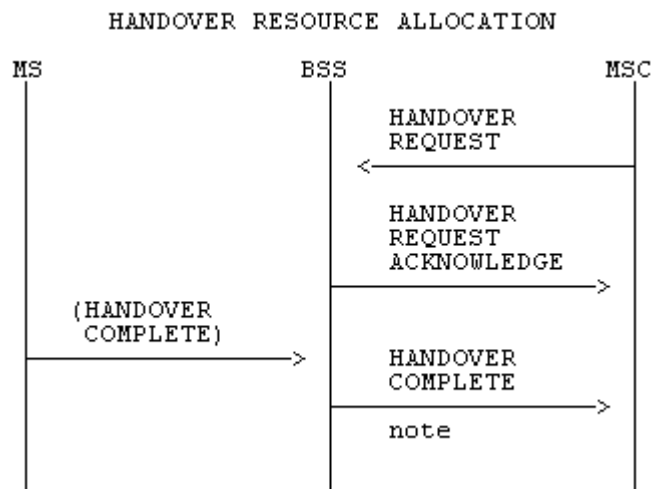 HANDOVER RESOURCE ALLOCATION
MS BSS MSC
HANDOVER
REQUEST
HANDOVER
REQUEST
ACKNOWLEDGE
(HANDOVER
COMPLETE)
HANDOVER
COMPLETE
note